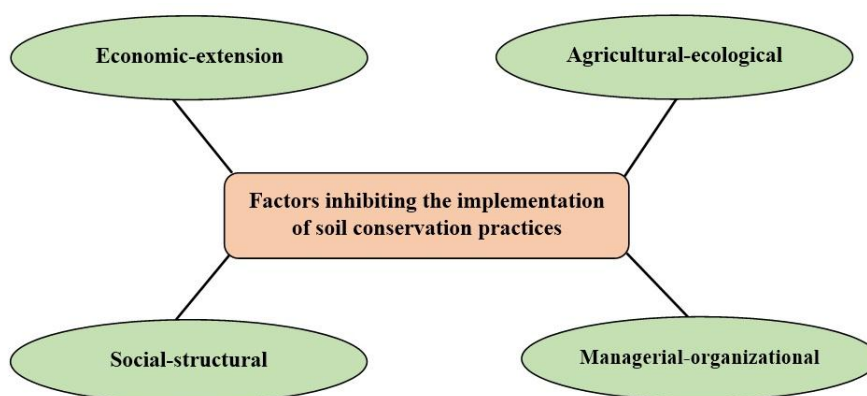 Economic-extension
Agricultural-ecological
Factors inhibiting the implementation
of soil conservation practices
Social-structural
Managerial-organizational